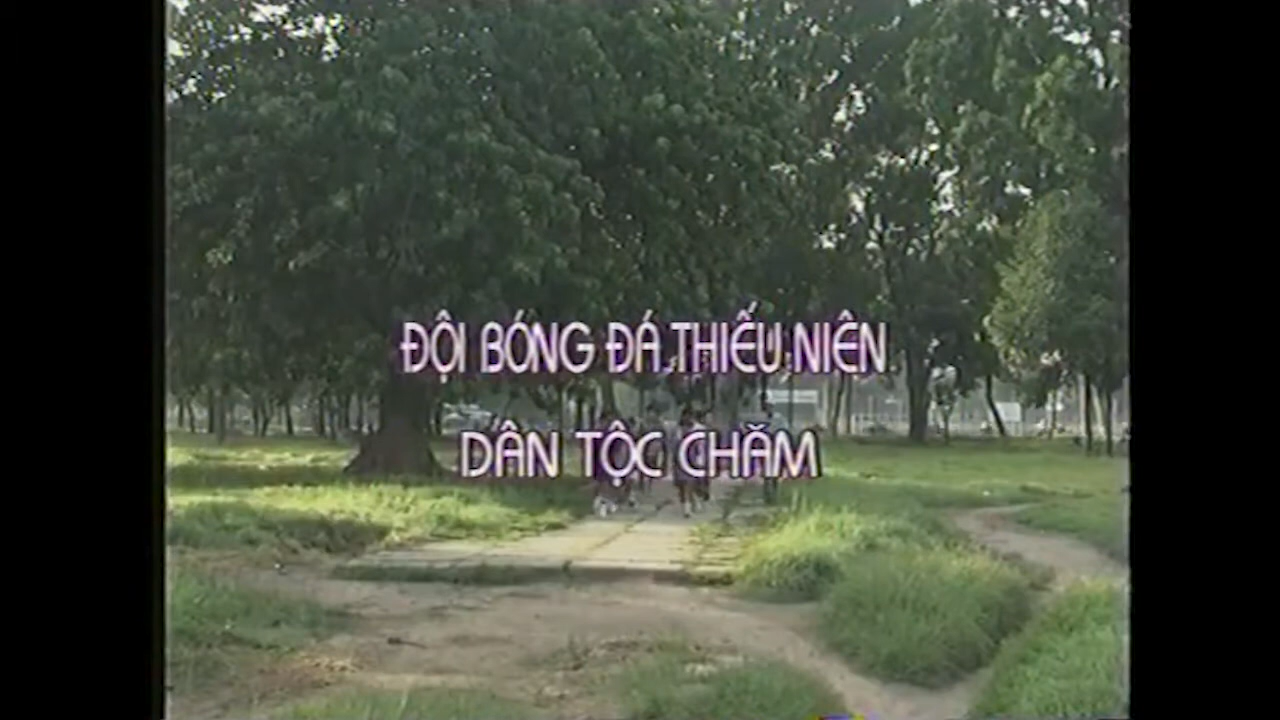 ĐỘI BÓNG ĐÁ THIẾU NIÊN
DÂN TỘC CHĂM